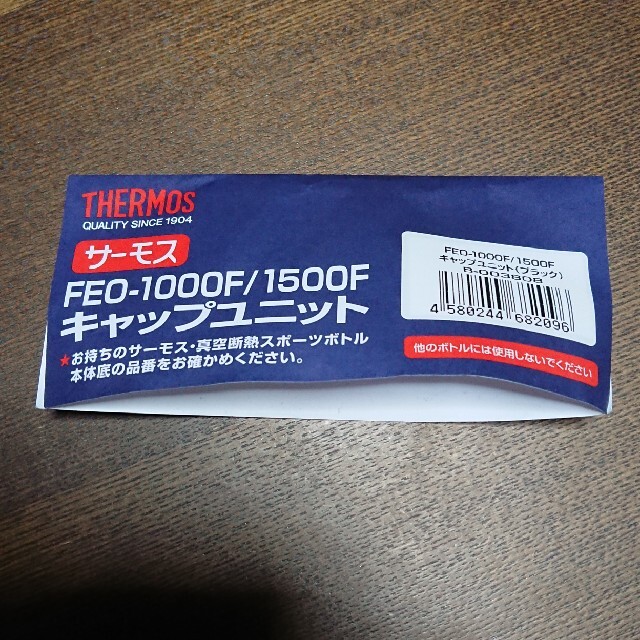 THERMOS
QUALITY SINCE 1904
サーモス
FEO-1000F/1500F
キャップユニット
★お持ちのサーモス・真空断熱スポーツボトル
本体底の品番をお確かめください。
FEO-1000F/1500F
キャップユニット(ブラック)
B-003808
4 580244 682096
他のボトルには使用しないでください